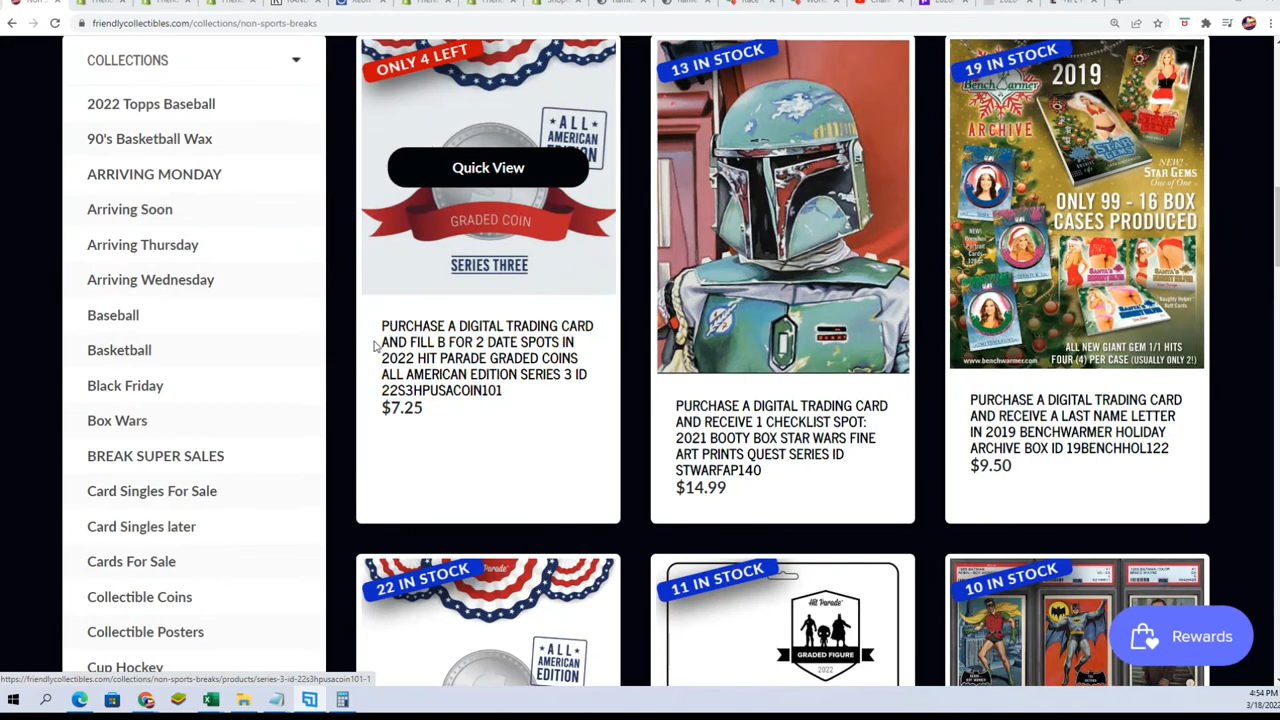 friendlycollectibles.com/collections/non-sports-breaks
COLLECTIONS
2022 Topps Baseball
90's Basketball Wax
ARRIVING MONDAY
Arriving Soon
Arriving Thursday
Arriving Wednesday
Baseball
Basketball
Black Friday
Box Wars
BREAK SUPER SALES
Card Singles For Sale
Card Singles later
Cards For Sale
Collectible Coins
Collectible Posters
Cup Hockey
ONLY 4 LEFT
ALL
AMERICAN
EDITION
Quick View
GRADED COIN
SERIES THREE
PURCHASE A DIGITAL TRADING CARD
AND FILL B FOR 2 DATE SPOTS IN
2022 HIT PARADE GRADED COINS
ALL AMERICAN EDITION SERIES 3 ID
22S3HPUSACOIN101
$7.25
13 IN STOCK
PURCHASE A DIGITAL TRADING CARD
AND RECEIVE 1 CHECKLIST SPOT:
2021 BOOTY BOX STAR WARS FINE
ART PRINTS QUEST SERIES ID
STWARFAP140
$14.99
19 IN STOCK
BenchWarmer
ARCHIVE
2019
STAR GEMS
NEW!
STAR GEMS
One of One
ONLY 99 - 16 BOX
CASES PRODUCED
ALL NEW GIANT GEM 1/1 HITS
FOUR (4) PER CASE (USUALLY ONLY 2!)
www.benchwarmer.com
PURCHASE A DIGITAL TRADING CARD
AND RECEIVE A LAST NAME LETTER
IN 2019 BENCHWARMER HOLIDAY
ARCHIVE BOX ID 19BENCHHOL122
$9.50
22 IN STOCK
Hit Parade
ALL
AMERICAN
EDITION
11 IN STOCK
Hit Parade
GRADED FIGURE
2022
10 IN STOCK
Rewards
https://friendlycollectibles.com/collections/non-sports-breaks/products/series-3-id-22s3hpusacoin101-1
4:54 PM
3/18/2022